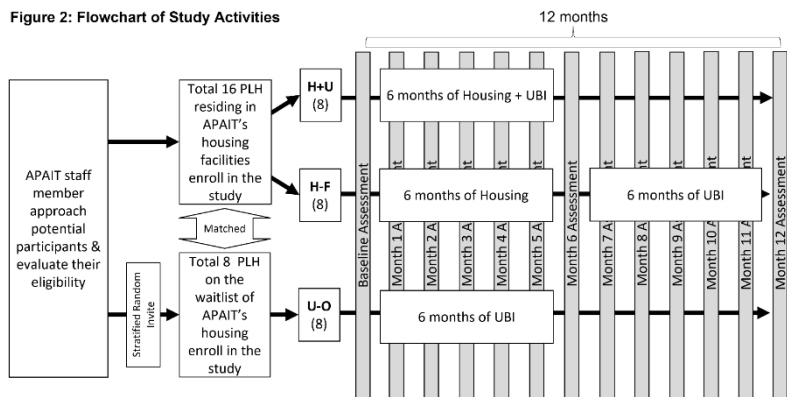 Figure 2: Flowchart of Study Activities
12 months
APAIT staff
member
approach
potential
participants &
evaluate their
eligibility
Stratified Random
Invite
Total 16 PLH
residing in
APAIT's
housing
facilities
enroll in the
study
Matched
Total 8 PLH
on the
waitlist of
APAIT's
housing
enroll in the
study
H+U
(8)
H-F
(8)
U-O
(8)
6 months of Housing + UBI
6 months of Housing
6 months of UBI
6 months of UBI
Baseline Assessment
Month 1 A
Month 2 A
Month 3 A
Month 4 A
Month 5 A
Month 6 Assessment
Month 7 A
Month 8 A
Month 9 A
Month 10 A
Month 11 A
Month 12 Assessment